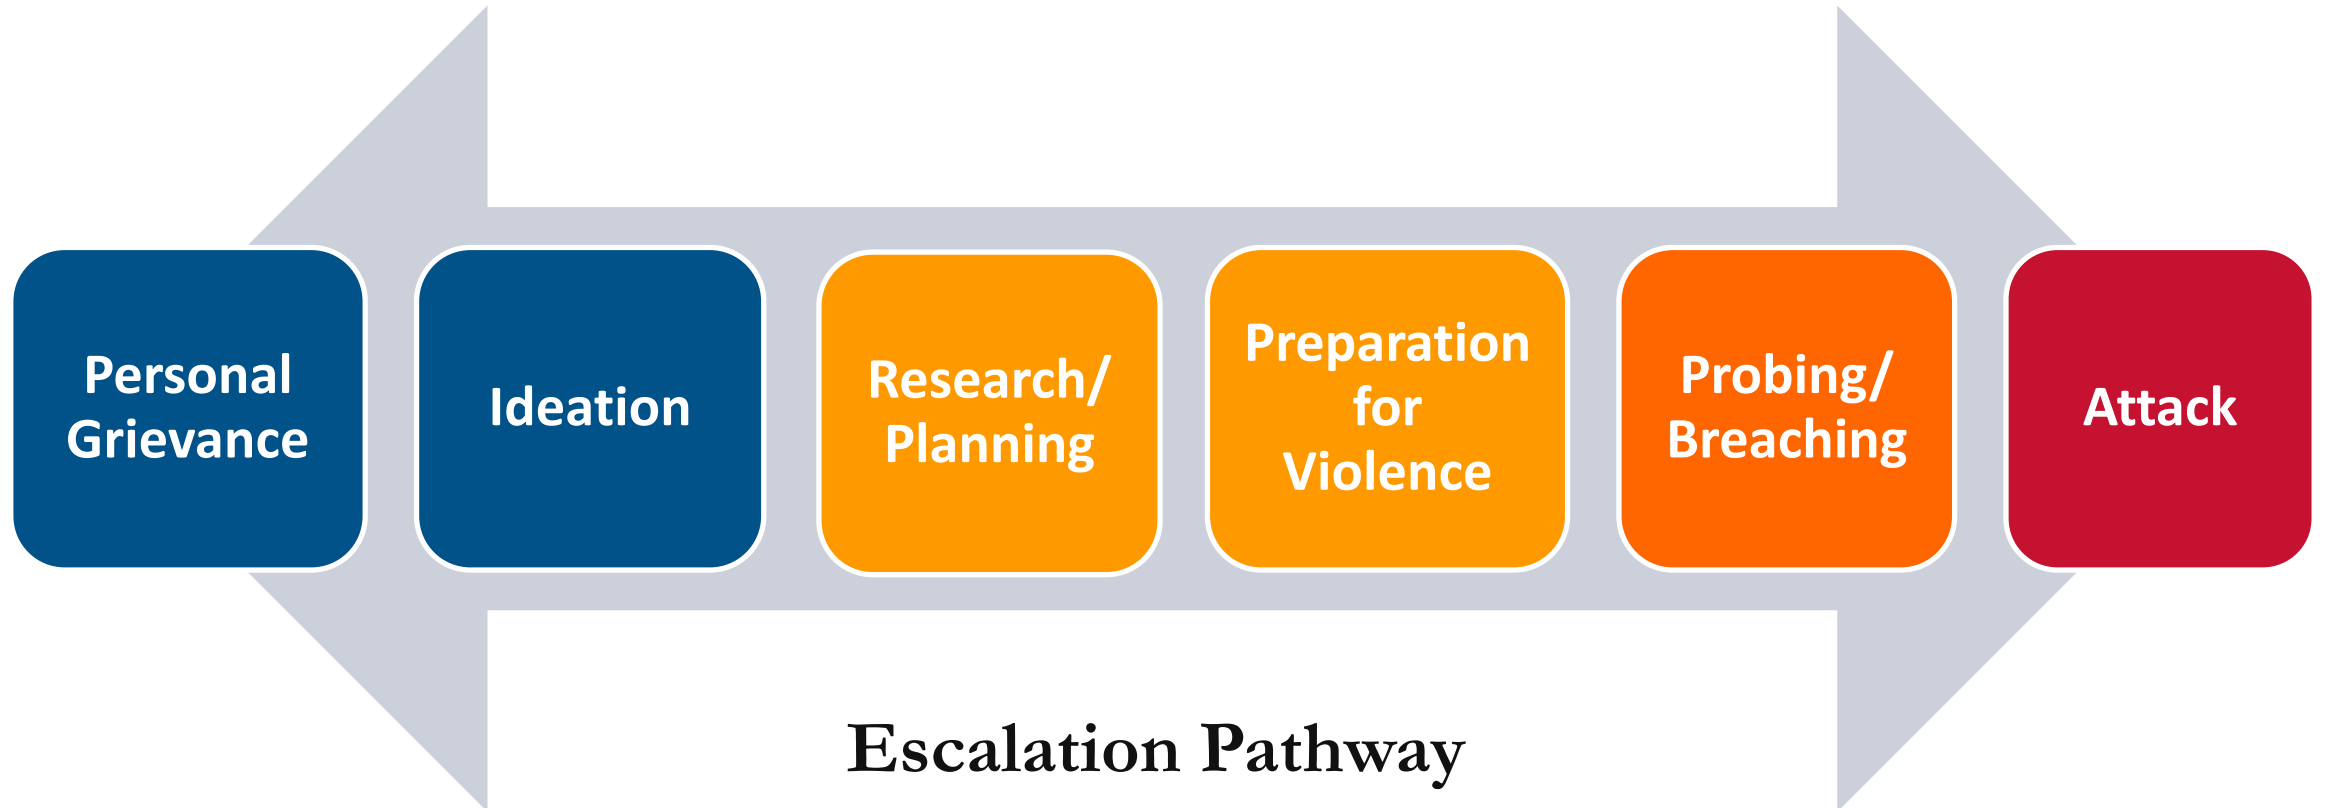 Personal
Grievance
Ideation
Research/
Planning
Preparation
for
Violence
Probing/
Breaching
Attack
Escalation Pathway